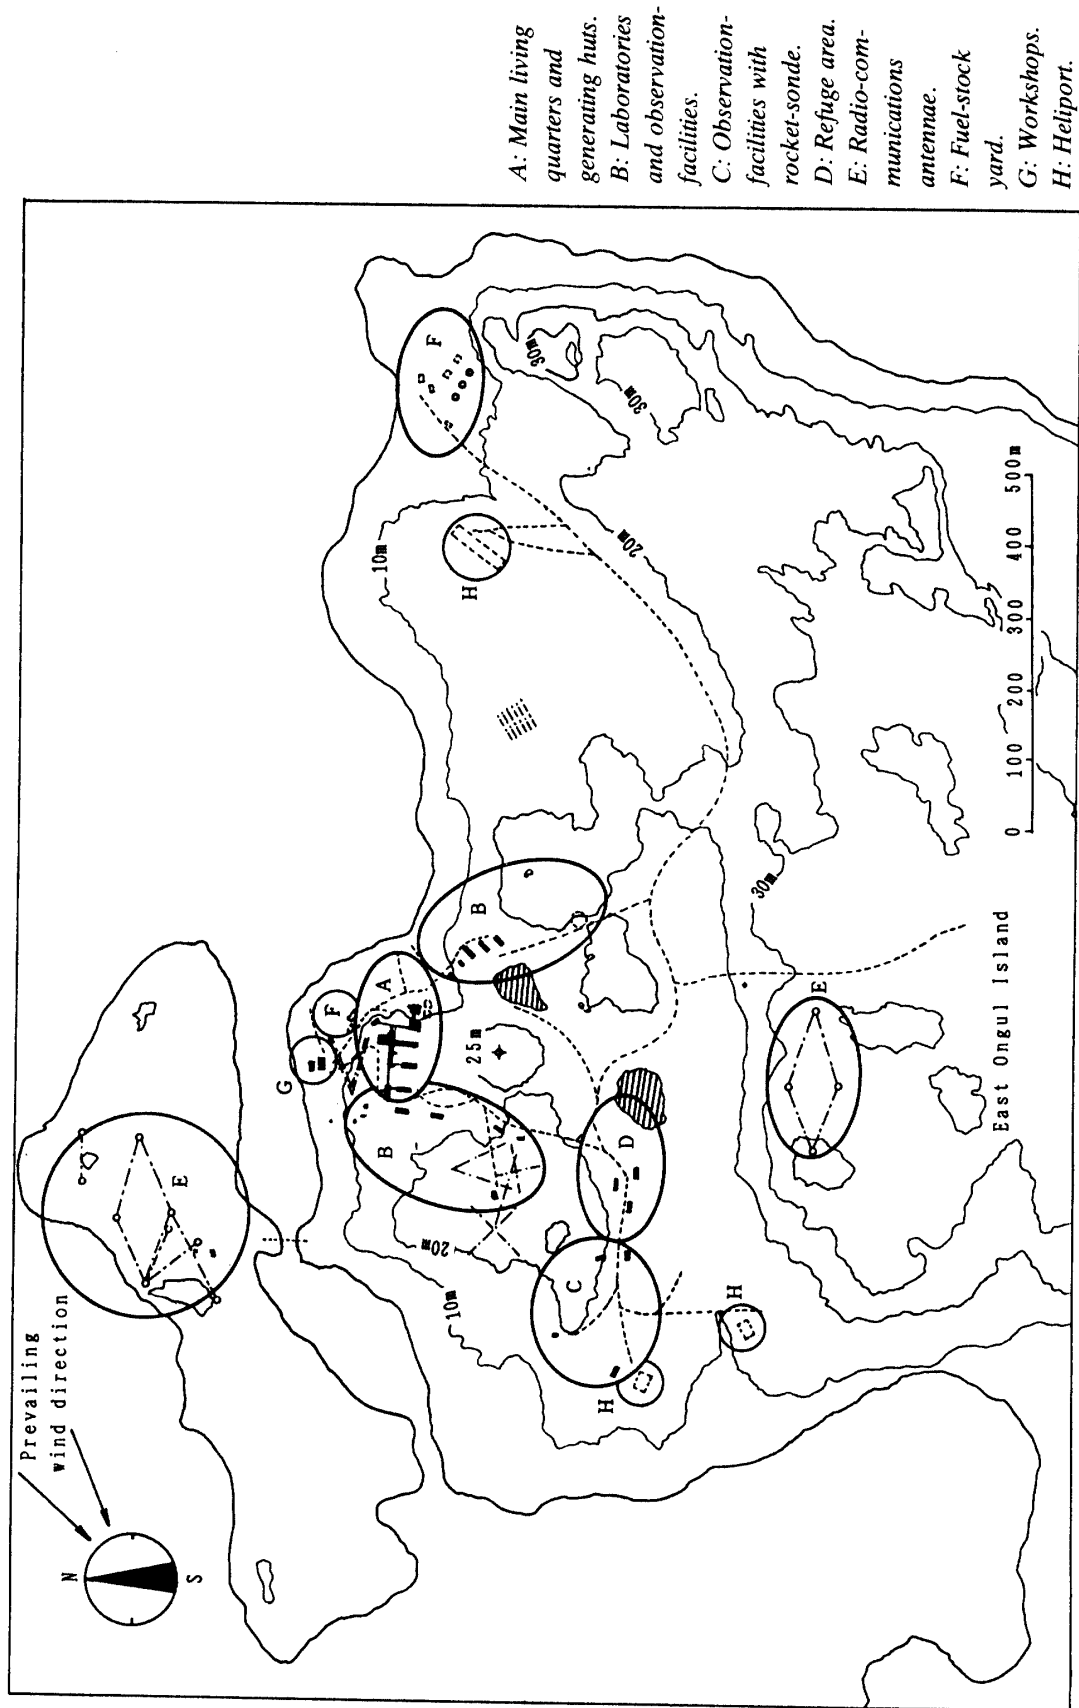 Prevailing
wind direction
N
S
E
G
F
A
B
B
25m
20m
10m
C
D
H
H
E
10m
H
F
30m
30m
20m
30m
0 100 200 300 400 500m
East Ongul Island
A: Main living
quarters and
generating huts.
B: Laboratories
and observation-
facilities.
C: Observation-
facilities with
rocket-sonde.
D: Refuge area.
E: Radio-com-
munications
antennae.
F: Fuel-stock
yard.
G: Workshops.
H: Heliport.